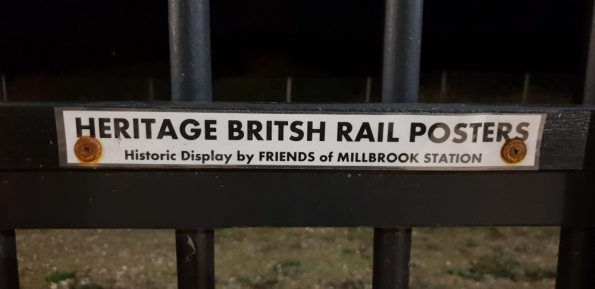 HERITAGE BRITSH RAIL POSTERS
Historic Display by FRIENDS of MILLBROOK STATION